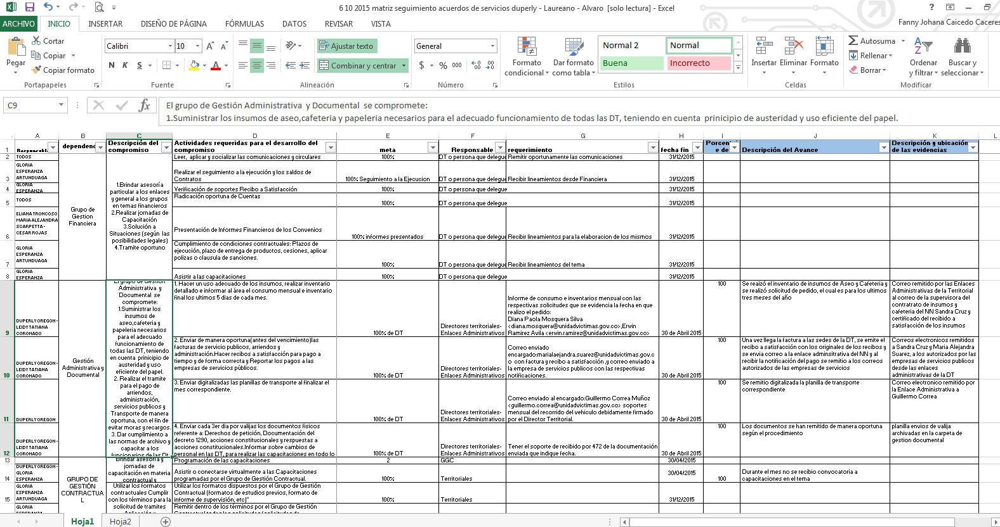 6 10 2015 matriz seguimiento acuerdos de servicios duperly - Laureano - Alvaro  [solo lectura] - Excel
ARCHIVO INICIO INSERTAR DISEÑO DE PÁGINA FÓRMULAS DATOS REVISAR VISTA Fanny Johana Caicedo Caceres
Pegar
Cortar
Copiar
Copiar formato
Portapapeles
Calibri 10
N K S
Fuente
Ajustar texto
Combinar y centrar
Alineación
General
$ % 000
Número
Formato condicional
Dar formato como tabla
Normal 2 Normal
Buena Incorrecto
Estilos
Insertar Eliminar Formato
Celdas
Autosuma
Rellenar
Borrar
Ordenar y filtrar
Buscar y seleccionar
Modificar
C9
fx
El grupo de Gestión Administrativa  y Documental  se compromete:
1.Suministrar los insumos de aseo,cafeteria y papeleria necesarios para el adecuado funcionamiento de todas las DT, teniendo en cuenta  prinicipio de austeridad y uso eficiente del papel.
A B C D E F G H I J K L
1 Responsable dependenc Descripción del compromiso Actividades requeridas para el desarrollo del compromiso meta Responsable requerimiento fecha fin Porcen e de Descripción del Avance Descripción y ubicación de las evidencias
2 TODOS Leer,  aplicar y socializar las comunicaciones y circulares 100% DT o persona que delegue Remitir oportunamente las comunicaciones 31/12/2015
Grupo de Gestion Financiera
1.Brindar asesoría particular a los enlaces y general a los grupos en temas financieros
2.Realizar jornadas de Capacitación
3.Solución a Situaciones (según  las posibilidades legales)
4.Tramite oportuno
3 GLORIA ESPERANZA ARTUNDUAGA Realizar el seguimiento a la ejecución y los saldos de Contratos 100% Seguimiento a la Ejecucion DT o persona que delegue Recibir lineamientos desde Financiera 31/12/2015
4 GLORIA ESPERANZA Verificación de soportes Recibo a Satisfacción 100% DT o persona que delegue 31/12/2015
5 TODOS Radicación oportuna de Cuentas 100% DT o persona que delegue 31/12/2015
6 ELIANA TRONCOSO MARIA ALEJANDRA SCARPETTA - CESAR ROJAS Presentación de Informes Financieros de los Convenios 100% informes presentados DT o persona que delegue Recibir lineamientos para la elaboracion de los mismos 31/12/2015
7 GLORIA ESPERANZA ARTUNDUAGA Cumplimiento de condiciones contractuales: Plazos de ejecución, plazo de entrega de productos, cesiones, aplicar polizas o clausula de sanciones. 100% DT o persona que delegue Recibir lineamientos del tema 31/12/2015
8 GLORIA ESPERANZA Asistir a las capacitaciones 100% DT o persona que delegue 31/12/2015
Gestión Administrativa y Documental
El grupo de Gestión Administrativa  y Documental  se compromete:
1.Suministrar los insumos de aseo,cafeteria y papeleria necesarios para el adecuado funcionamiento de todas las DT, teniendo en cuenta  prinicipio de austeridad y uso eficiente del papel.
2. Realizar el tramite para el pago de arriendos, administración, servicios publicos y Transporte de manera oportuna, con el fin de evitar moras y recargos.
3. Dar cumplimiento a las normas de archivo y capacitar a los funcionarios de las Dt
9 DUPERLY OREGON - LEIDY TATIANA CORONADO 1. Hacer un uso adecuado de los insumos, realizar inventario detallado e informar al área el consumo mensual e inventario final los ultimos 5 dias de cada mes. 100% de DT Directores territoriales- Enlaces Administrativos Informe de consumo e inventarios mensual con las respectivas solicitudes que se evidencia la fecha en que realizo el pedido: Diana Paola Mosquera Silva <diana.mosquera@unidadvictimas.gov.co>,Erwin Ramirez Avila <erwin.ramirez@unidadvictimas.gov.co> 30 de Abril 2015 100 Se reaizó el inventario de insumos de Aseo y Cafeteria y se realizó solicitud de pedido, el cual es para los ultimos tres meses del año Correo remitido por las Enlaces Administrativas de la Territorial al correo de la supervisora del contratrato de insumos y cafeteria del NN Sandra Cruz y certificado del recibido a satisfacción de los insumos
10 DUPERLY OREGON - LEIDY TATIANA CORONADO 2. Enviar de manera oportuna(antes del vencimiento)las facturas de servicio publicos, arriendos y administración.Hacer recibos a satisfacción para pago a tiempo y de forma correcta y Reportar los pagos a las empresas de servicios públicos. 100% de DT Directores territoriales- Enlaces Administrativos Correo enviado encargado:marialejandra.suarez@unidadvictimas.gov.co  con factura y recibo a satisfacción ,y correo enviado a la empresa de servicios publicos con las respectivas notificaciones. 30 de Abril 2015 100 Una vez llega la factura a las sedes de la DT, se emite el recibo a satisfacción con los originales de los recibos y se envia correo a la enlace adminsitrativa del NN y al recibir la notificación del pago se remitio a los correos autorizados de las empresas de servicios Correos electronicos remitidos a Sandra Cruz y Maria Alejandra Suarez, a los autorizados por las empresas de servicios publicos desde las enlaces administrativas de la DT
11 DUPERLY OREGON 3. Enviar digitalizadas las planillas de transporte al finalizar el mes correspondiente. 100% de DT Directores territoriales- Enlaces Administrativos Correo enviado al encargado:Guillermo Correa Muñoz <guillermo.correa@unidadvictimas.gov.co>  soportes mensual del recorrido del vehiculo debidamente firmado por el Director Territorial. 30 de Abril 2015 100 Se remitio digitalizada la planilla de transporte correspondiente Correo electronico remitido por la Enlace Administrativa a Guillermo Correa
12 DUPERLY OREGON - LEIDY TATIANA CORONADO 4. Enviar cada 3er dia por valijas los documentos fisicos referente a: Derechos de petición, Documentación del decreto 1290, acciones constitucionales y respuestas a acciones constitucionales.Informar sobre cambios de personal en las DT, para realizar las capacitaciones en todo lo 100% de DT Directores territoriales- Enlaces Administrativos Tener el soporte de recibido por 472 de la documentación enviada que indique fecha. 30 de Abril 2015 100 Los documentos se han remitido de manera oportuna según el procedimiento planilla envios de valija archivadas en la carpeta de gestion documental
13 Programación de las capacitaciones 2 GGC 30/04/2015
GRUPO DE GESTIÓN CONTRACTUAL
Brindar asesoría y jornadas de capacitación en materia contractual y
14 DUPERLY OREGON- GLORIA ESPERANZA Asistir o conectarse virtualmente a las Capacitaciones programadas por el Grupo de Gestión Contractual. 100% Territoriales 30/04/2015 100 Durante el mes no se recibio convocatoria a capacitaciones en el tema
15 GLORIA ESPERANZA ARTUNDUAGA Utilizar los formatos contractuales Cumplir con los términos para la solicitud de tramites Utilizar los formatos dispuestos por el Grupo de Gestión Contractual (formatos de estudios previos, formato de informe de supervisión, etc)" 100% Territoriales 31/12/2015
GLORIA Remitir dentro de los términos por el Grupo de Gestión
Hoja1 Hoja2